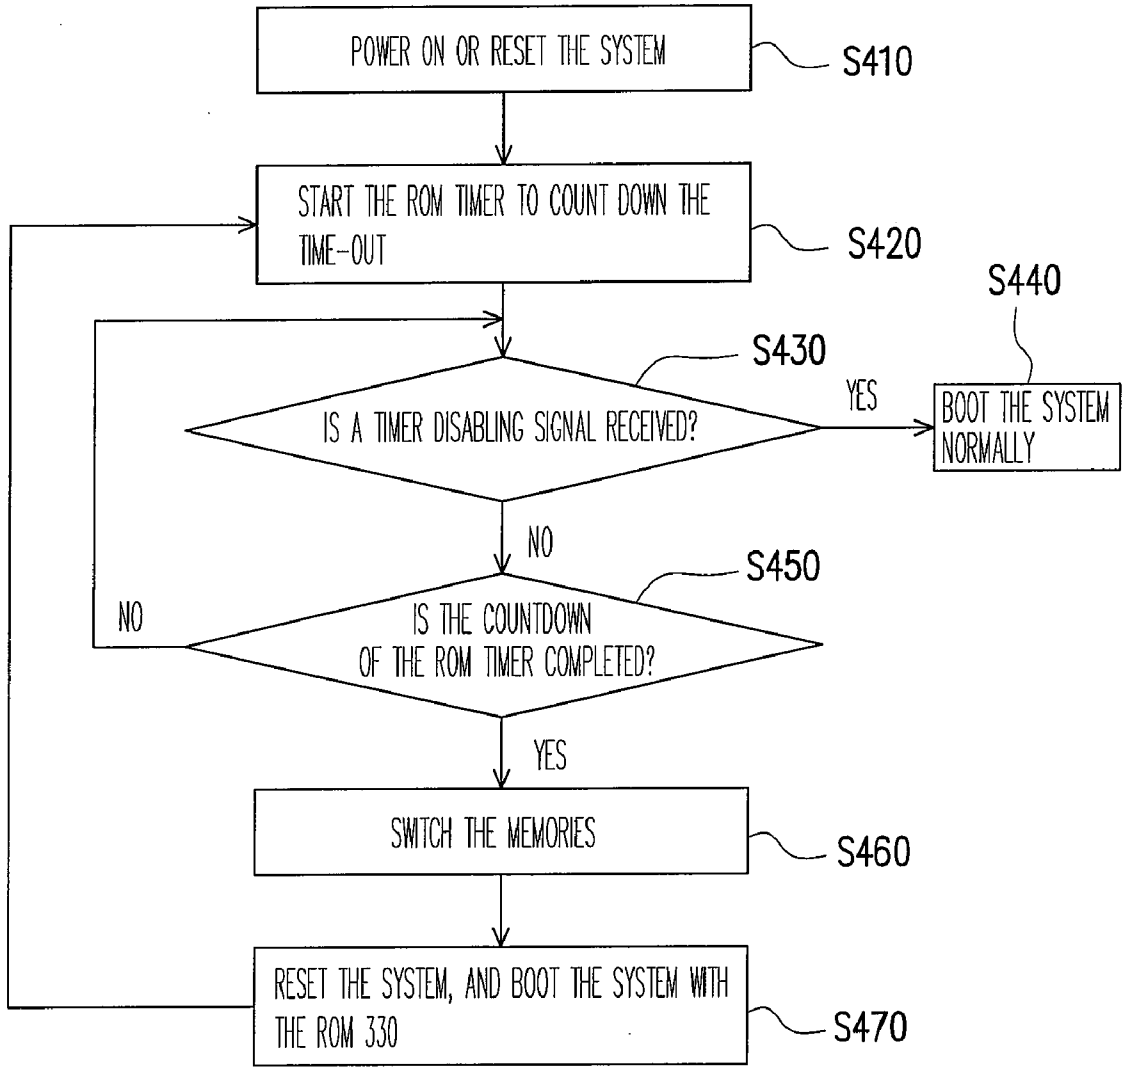 POWER ON OR RESET THE SYSTEM
S410
START THE ROM TIMER TO COUNT DOWN THE
TIME-OUT
S420
S440
S430
YES
BOOT THE SYSTEM
NORMALLY
IS A TIMER DISABLING SIGNAL RECEIVED?
NO
S450
NO
IS THE COUNTDOWN
OF THE ROM TIMER COMPLETED?
YES
SWITCH THE MEMORIES
S460
RESET THE SYSTEM, AND BOOT THE SYSTEM WITH
THE ROM 330
S470